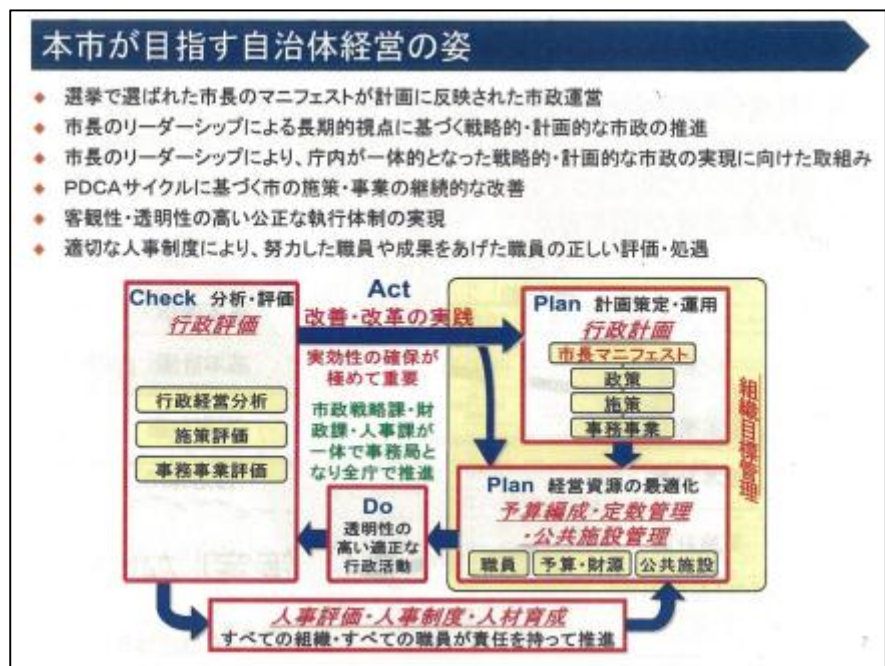 本市が目指す自治体経営の姿
◆ 選挙で選ばれた市長のマニフェストが計画に反映された市政運営
◆ 市長のリーダーシップによる長期的視点に基づく戦略的・計画的な市政の推進
◆ 市長のリーダーシップにより、庁内が一体的となった戦略的・計画的な市政の実現に向けた取組み
◆ PDCAサイクルに基づく市の施策・事業の継続的な改善
◆ 客観性・透明性の高い公正な執行体制の実現
◆ 適切な人事制度により、努力した職員や成果をあげた職員の正しい評価・処遇
Check 分析・評価
行政評価
行政経営分析
施策評価
事務事業評価
Act
改善・改革の実践
実効性の確保が
極めて重要
市政戦略課・財
政課・人事課が
一体で事務局と
なり全庁で推進
Do
透明性の
高い適正な
行政活動
Plan 計画策定・運用
行政計画
市長マニフェスト
政策
施策
事務事業
Plan 経営資源の最適化
予算編成・定数管理
・公共施設管理
職員
予算・財源
公共施設
組織目標管理
人事評価・人事制度・人材育成
すべての組織・すべての職員が責任を持って推進
7